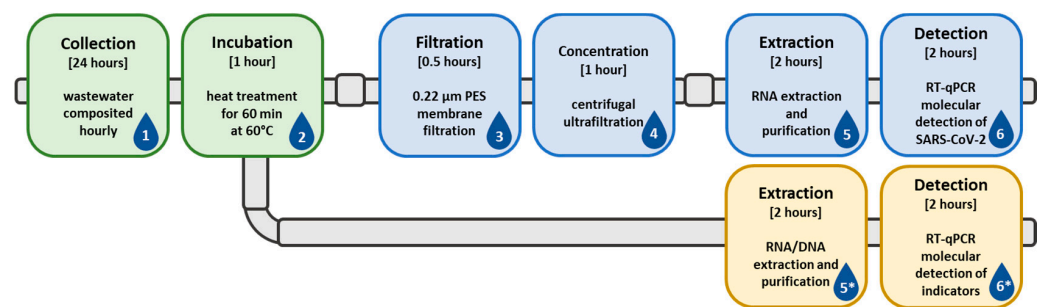 Collection
[24 hours]
wastewater
composited
hourly
1
Incubation
[1 hour]
heat treatment
for 60 min
at 60°C
2
Filtration
[0.5 hours]
0.22 µm PES
membrane
filtration
3
Concentration
[1 hour]
centrifugal
ultrafiltration
4
Extraction
[2 hours]
RNA extraction
and
purification
5
Detection
[2 hours]
RT-qPCR
molecular
detection of
SARS-CoV-2
6
Extraction
[2 hours]
RNA/DNA
extraction and
purification
5*
Detection
[2 hours]
RT-qPCR
molecular
detection of
indicators
6*